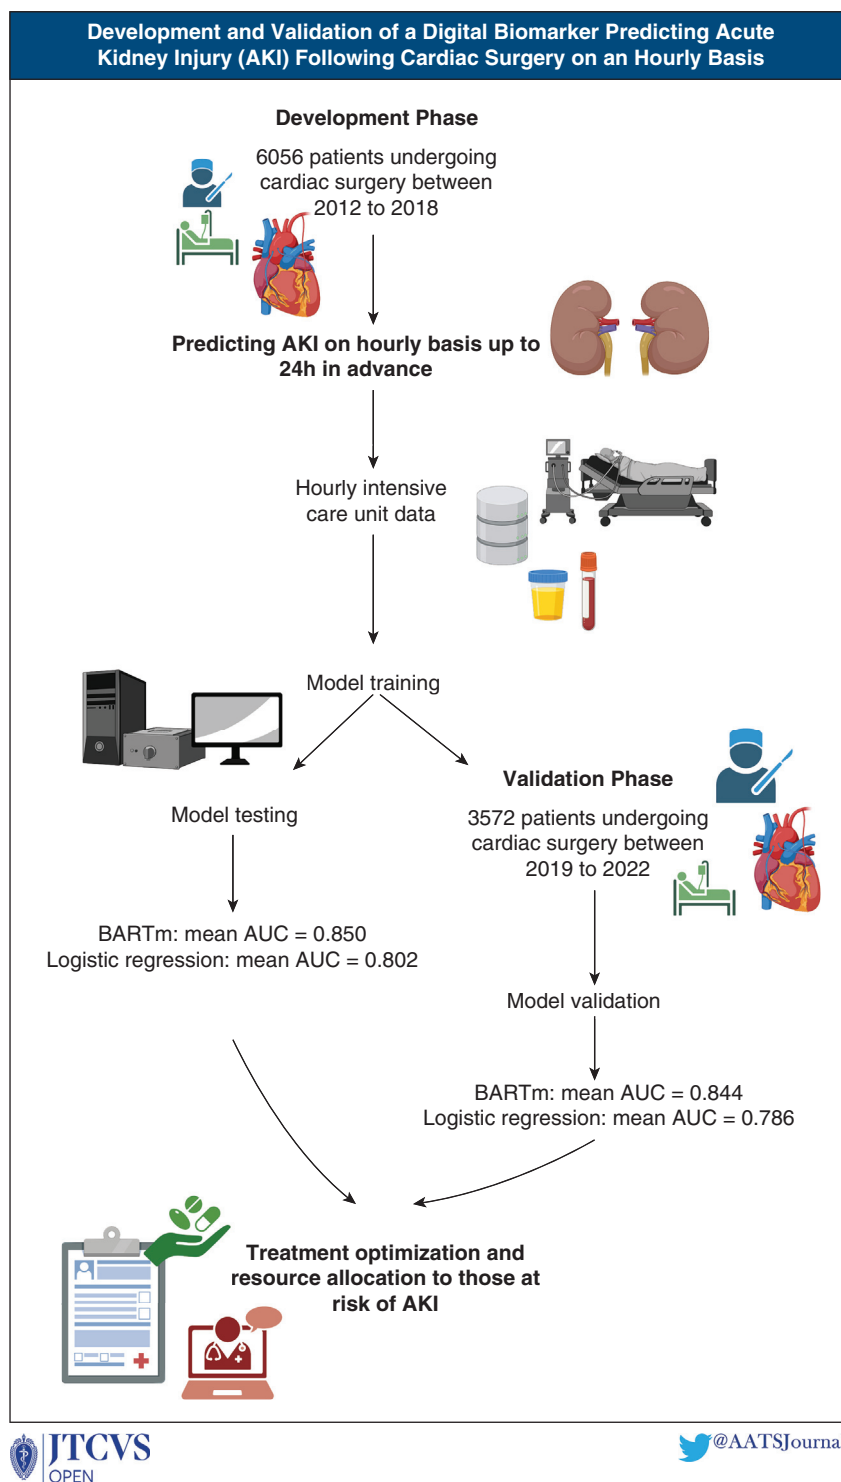 Development and Validation of a Digital Biomarker Predicting Acute
Kidney Injury (AKI) Following Cardiac Surgery on an Hourly Basis
Development Phase
6056 patients undergoing
cardiac surgery between
2012 to 2018
Predicting AKI on hourly basis up to
24h in advance
Hourly intensive
care unit data
Model training
Model testing
BARTm: mean AUC = 0.850
Logistic regression: mean AUC = 0.802
Validation Phase
3572 patients undergoing
cardiac surgery between
2019 to 2022
Model validation
BARTm: mean AUC = 0.844
Logistic regression: mean AUC = 0.786
Treatment optimization and
resource allocation to those at
risk of AKI
JTCVS
OPEN
@AATSJourna